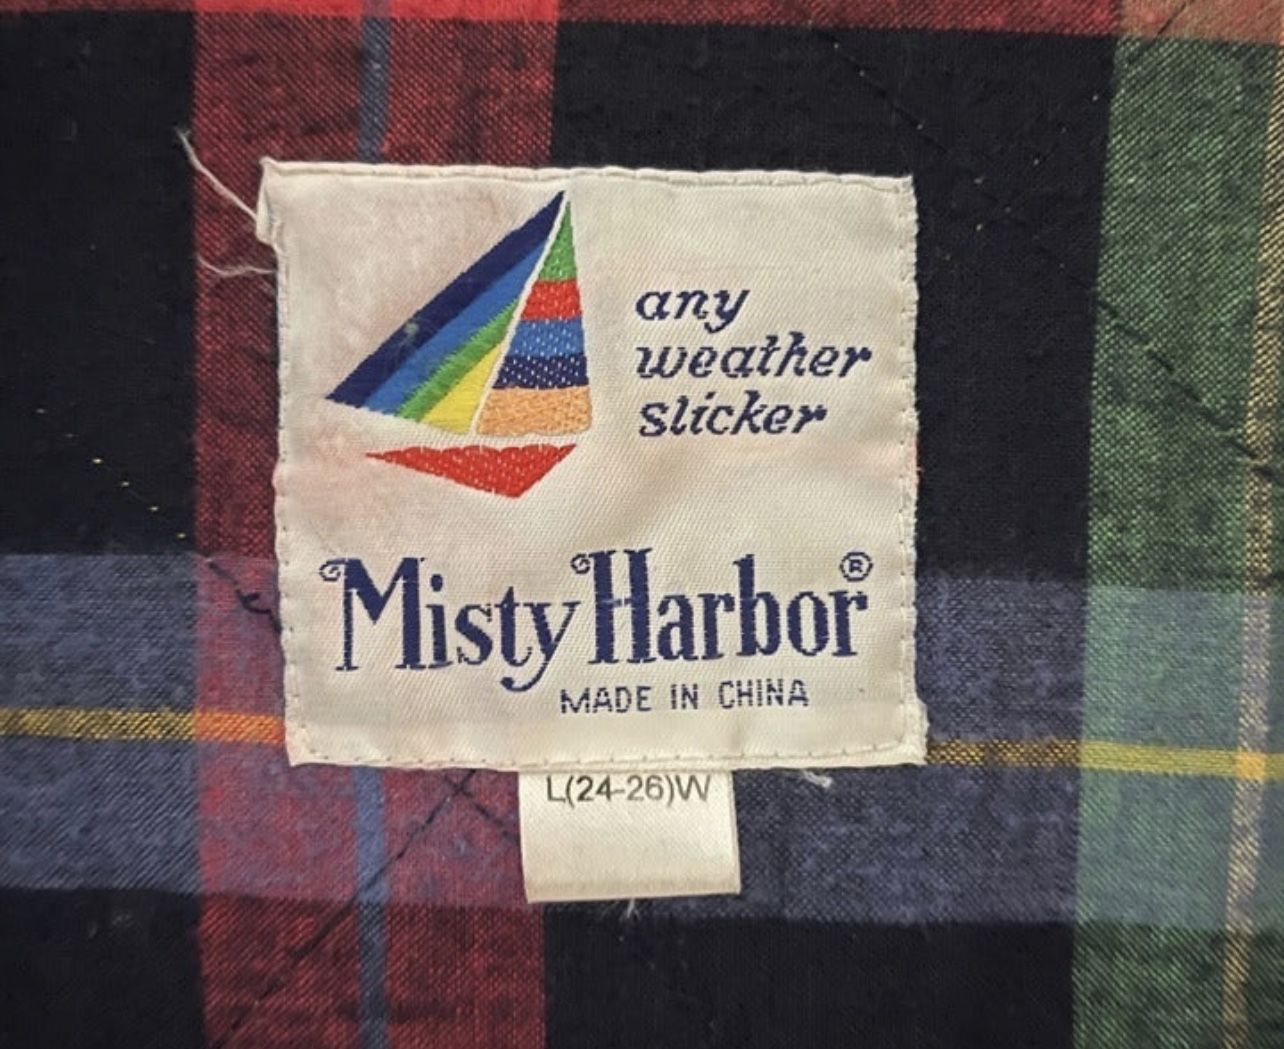 any
weather
slicker
Misty Harbor®
MADE IN CHINA
L(24-26)W